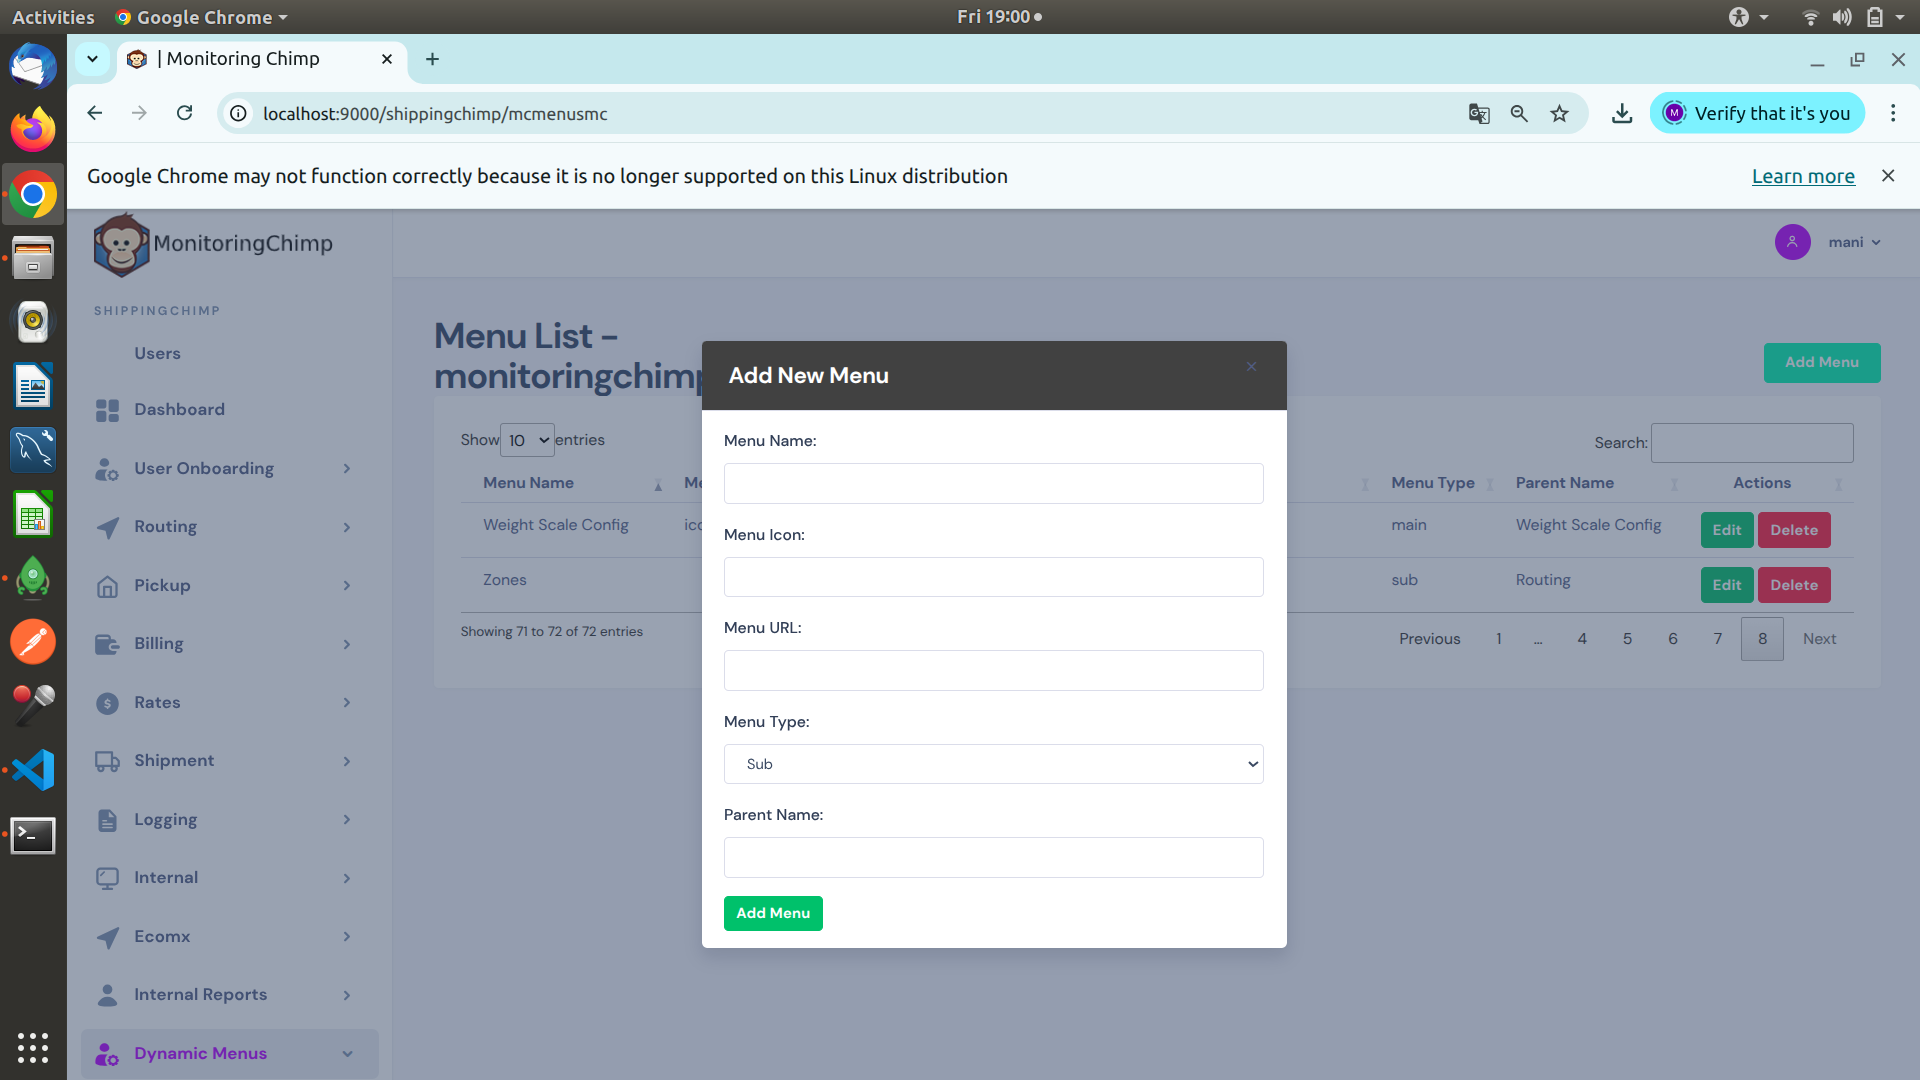 Activities
Google Chrome
Fri 19:00
| Monitoring Chimp
localhost:9000/shippingchimp/mcmenusmc
M
Verify that it's you
Google Chrome may not function correctly because it is no longer supported on this Linux distribution
Learn more
MonitoringChimp
mani
SHIPPINGCHIMP
Users
Dashboard
User Onboarding
Routing
Pickup
Billing
Rates
Shipment
Logging
Internal
Ecomx
Internal Reports
Dynamic Menus
Menu List -
monitoringchimp
Add Menu
Show 10 entries
Search:
Menu Name
Menu Type
Parent Name
Actions
Weight Scale Config
main
Weight Scale Config
Edit
Delete
Zones
sub
Routing
Edit
Delete
Showing 71 to 72 of 72 entries
Previous 1 … 4 5 6 7 8 Next
Add New Menu
Menu Name:
Menu Icon:
Menu URL:
Menu Type:
Sub
Parent Name:
Add Menu